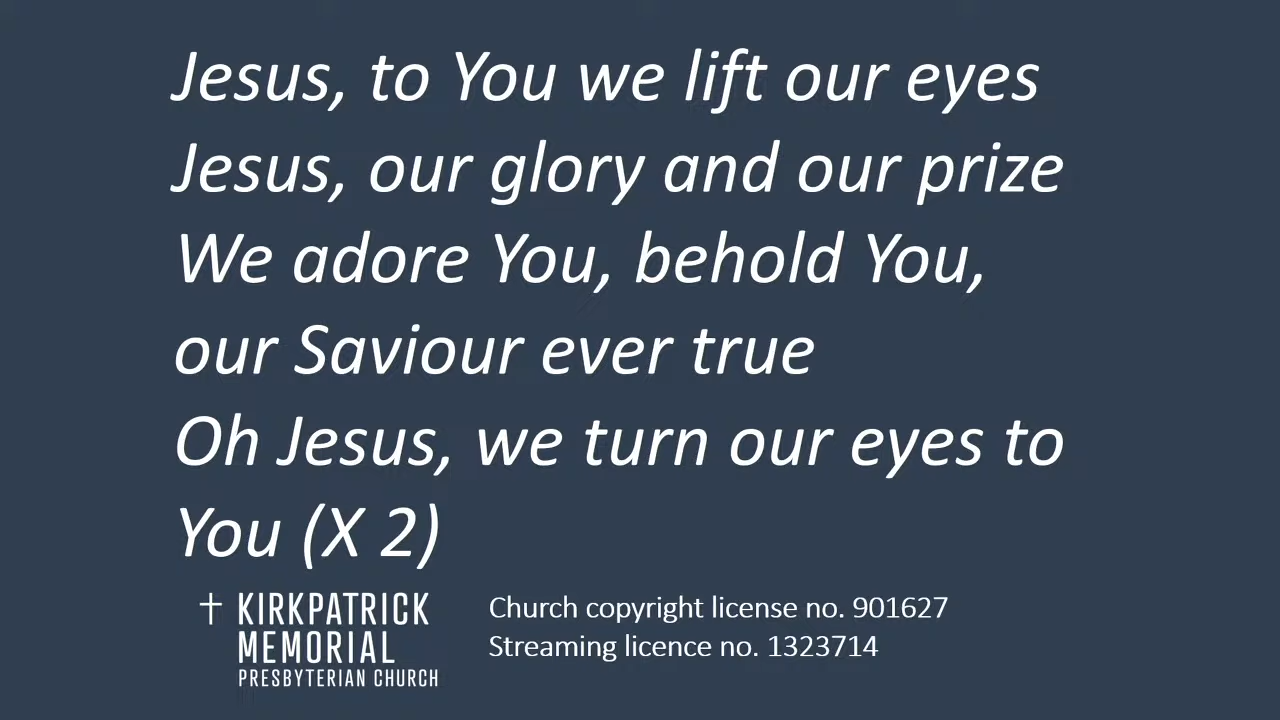 Jesus, to You we lift our eyes
Jesus, our glory and our prize
We adore You, behold You,
our Saviour ever true
Oh Jesus, we turn our eyes to
You (X 2)
KIRKPATRICK
MEMORIAL
PRESBYTERIAN CHURCH
Church copyright license no. 901627
Streaming licence no. 1323714